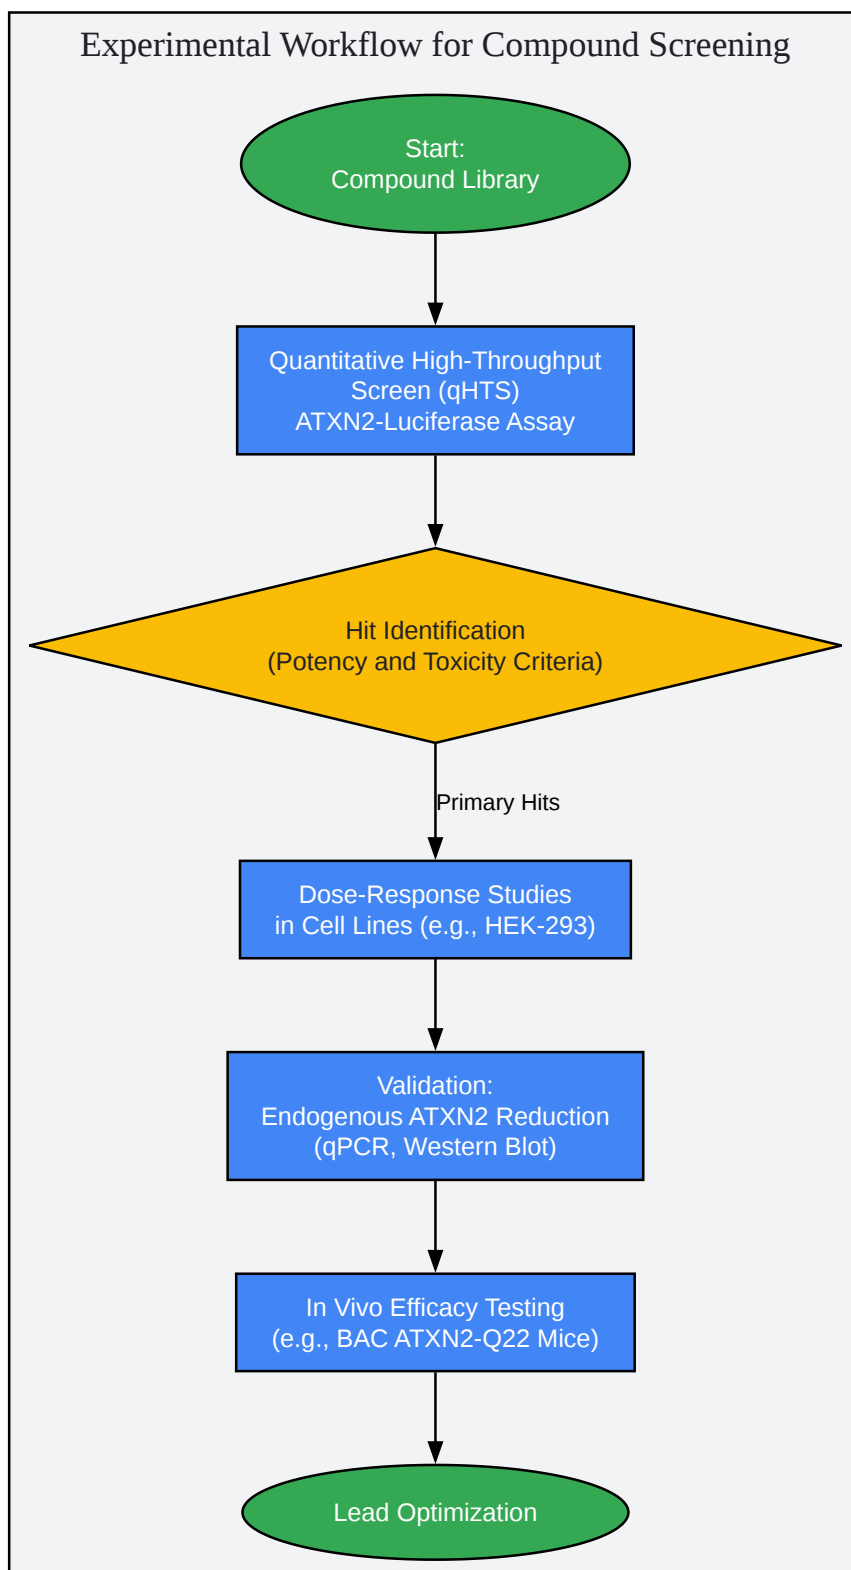 Experimental Workflow for Compound Screening
Start:
Compound Library
Quantitative High-Throughput
Screen (qHTS)
ATXN2-Luciferase Assay
Hit Identification
(Potency and Toxicity Criteria)
Primary Hits
Dose-Response Studies
in Cell Lines (e.g., HEK-293)
Validation:
Endogenous ATXN2 Reduction
(qPCR, Western Blot)
In Vivo Efficacy Testing
(e.g., BAC ATXN2-Q22 Mice)
Lead Optimization